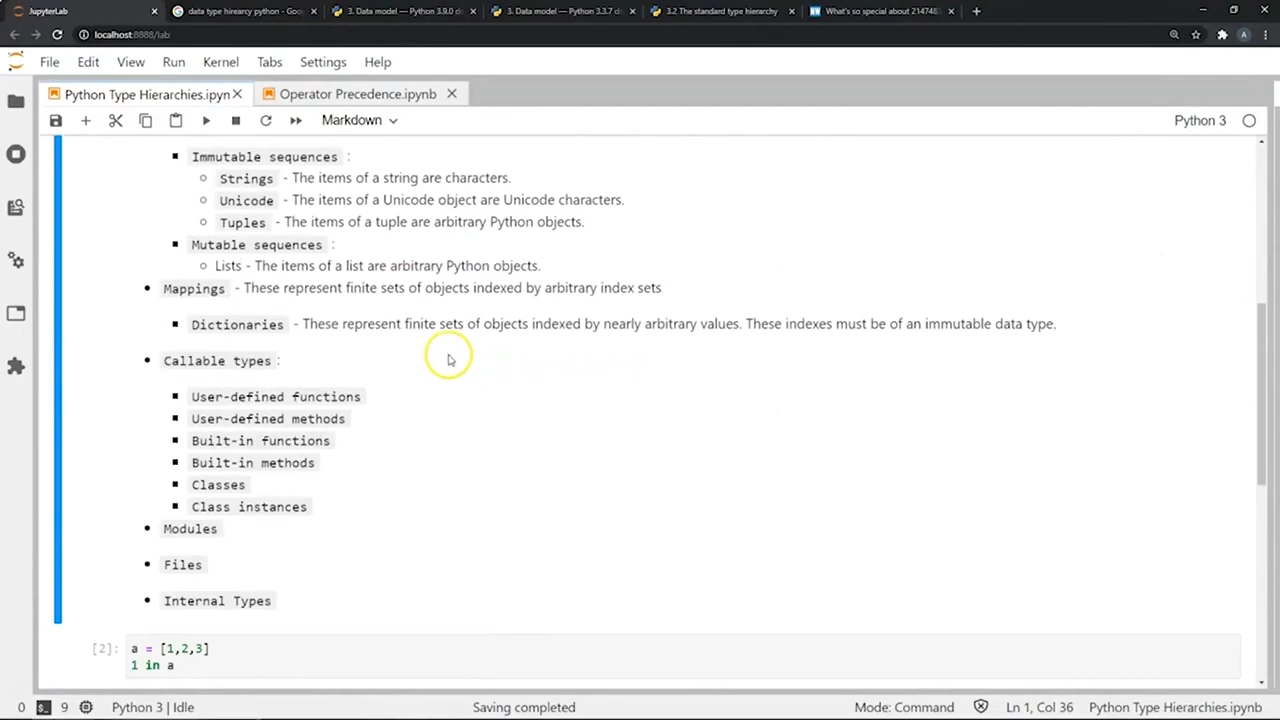 JupyterLab
data type hirearcy python - Goo
3. Data model — Python 3.9.0 d
3. Data model — Python 3.3.7 d
3.2 The standard type hierarchy
What's so special about 214748
localhost:8888/lab
A
File Edit View Run Kernel Tabs Settings Help
Python Type Hierarchies.ipyn
Operator Precedence.ipynb
Markdown
Python 3
Immutable sequences :
Strings - The items of a string are characters.
Unicode - The items of a Unicode object are Unicode characters.
Tuples - The items of a tuple are arbitrary Python objects.
Mutable sequences :
Lists - The items of a list are arbitrary Python objects.
Mappings - These represent finite sets of objects indexed by arbitrary index sets
Dictionaries - These represent finite sets of objects indexed by nearly arbitrary values. These indexes must be of an immutable data type.
Callable types :
User-defined functions
User-defined methods
Built-in functions
Built-in methods
Classes
Class instances
Modules
Files
Internal Types
[2]: a = [1,2,3]
1 in a
0 9 Python 3 | Idle Saving completed Mode: Command Ln 1, Col 36 Python Type Hierarchies.ipynb